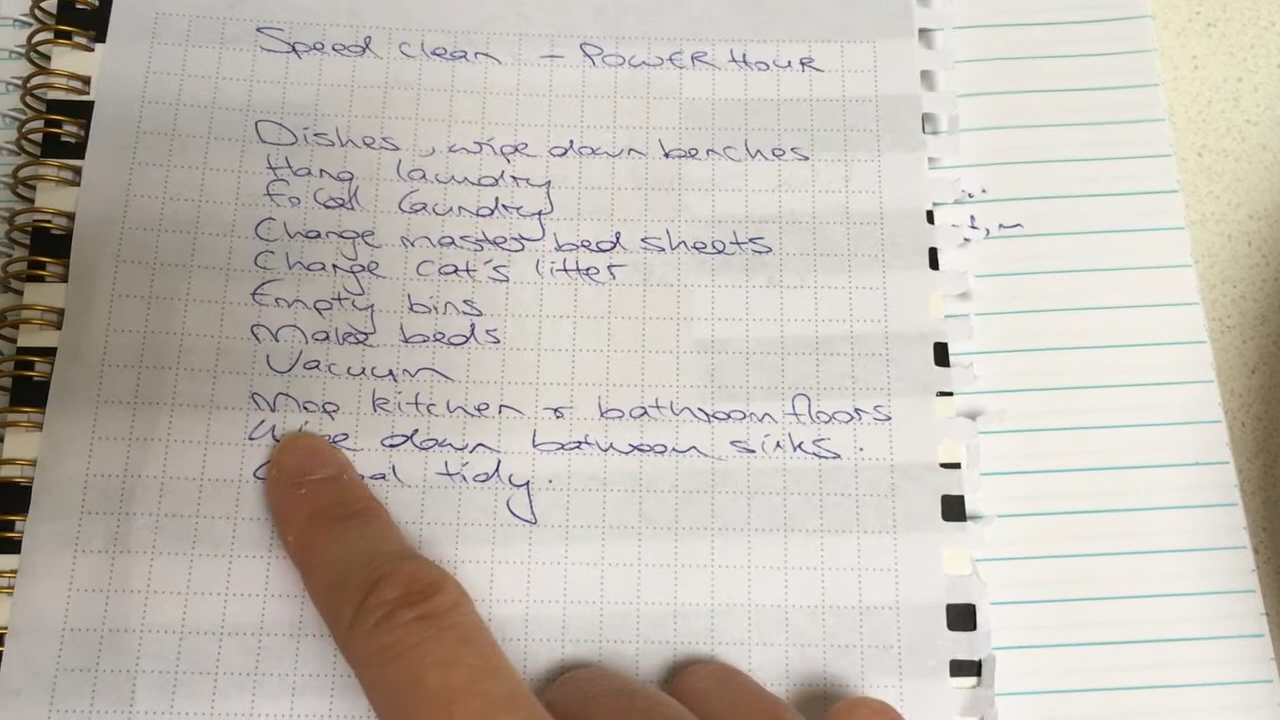 Speed clean - POWER HOUR
Dishes, wipe down benches
Hang laundry
Fold laundry
Change master bed sheets
Change cat's litter
Empty bins
Make beds
Vacuum
Mop kitchen & bathroom floors
down bathroom sinks.
tidy.